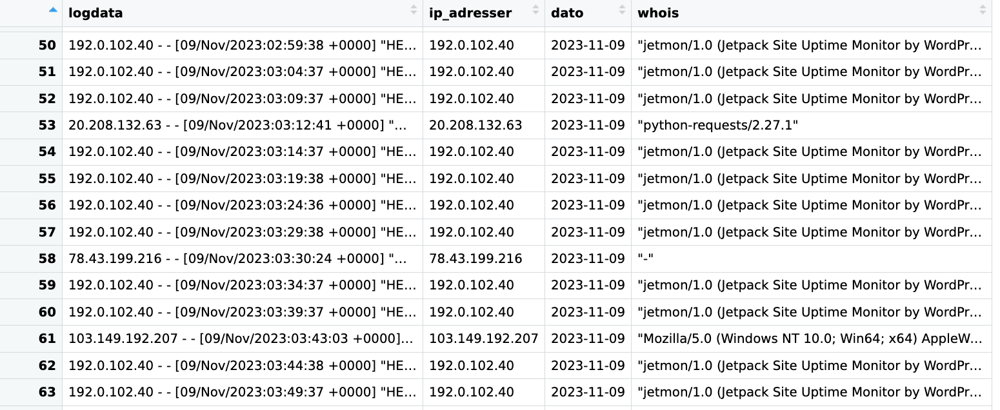 logdata ip_adresser dato whois
50 192.0.102.40 - - [09/Nov/2023:02:59:38 +0000] "HE... 192.0.102.40 2023-11-09 "jetmon/1.0 (Jetpack Site Uptime Monitor by WordPr...
51 192.0.102.40 - - [09/Nov/2023:03:04:37 +0000] "HE... 192.0.102.40 2023-11-09 "jetmon/1.0 (Jetpack Site Uptime Monitor by WordPr...
52 192.0.102.40 - - [09/Nov/2023:03:09:37 +0000] "HE... 192.0.102.40 2023-11-09 "jetmon/1.0 (Jetpack Site Uptime Monitor by WordPr...
53 20.208.132.63 - - [09/Nov/2023:03:12:41 +0000] "... 20.208.132.63 2023-11-09 "python-requests/2.27.1"
54 192.0.102.40 - - [09/Nov/2023:03:14:37 +0000] "HE... 192.0.102.40 2023-11-09 "jetmon/1.0 (Jetpack Site Uptime Monitor by WordPr...
55 192.0.102.40 - - [09/Nov/2023:03:19:38 +0000] "HE... 192.0.102.40 2023-11-09 "jetmon/1.0 (Jetpack Site Uptime Monitor by WordPr...
56 192.0.102.40 - - [09/Nov/2023:03:24:36 +0000] "HE... 192.0.102.40 2023-11-09 "jetmon/1.0 (Jetpack Site Uptime Monitor by WordPr...
57 192.0.102.40 - - [09/Nov/2023:03:29:38 +0000] "HE... 192.0.102.40 2023-11-09 "jetmon/1.0 (Jetpack Site Uptime Monitor by WordPr...
58 78.43.199.216 - - [09/Nov/2023:03:30:24 +0000] "... 78.43.199.216 2023-11-09 "-"
59 192.0.102.40 - - [09/Nov/2023:03:34:37 +0000] "HE... 192.0.102.40 2023-11-09 "jetmon/1.0 (Jetpack Site Uptime Monitor by WordPr...
60 192.0.102.40 - - [09/Nov/2023:03:39:37 +0000] "HE... 192.0.102.40 2023-11-09 "jetmon/1.0 (Jetpack Site Uptime Monitor by WordPr...
61 103.149.192.207 - - [09/Nov/2023:03:43:03 +0000]... 103.149.192.207 2023-11-09 "Mozilla/5.0 (Windows NT 10.0; Win64; x64) AppleW...
62 192.0.102.40 - - [09/Nov/2023:03:44:38 +0000] "HE... 192.0.102.40 2023-11-09 "jetmon/1.0 (Jetpack Site Uptime Monitor by WordPr...
63 192.0.102.40 - - [09/Nov/2023:03:49:37 +0000] "HE... 192.0.102.40 2023-11-09 "jetmon/1.0 (Jetpack Site Uptime Monitor by WordPr...